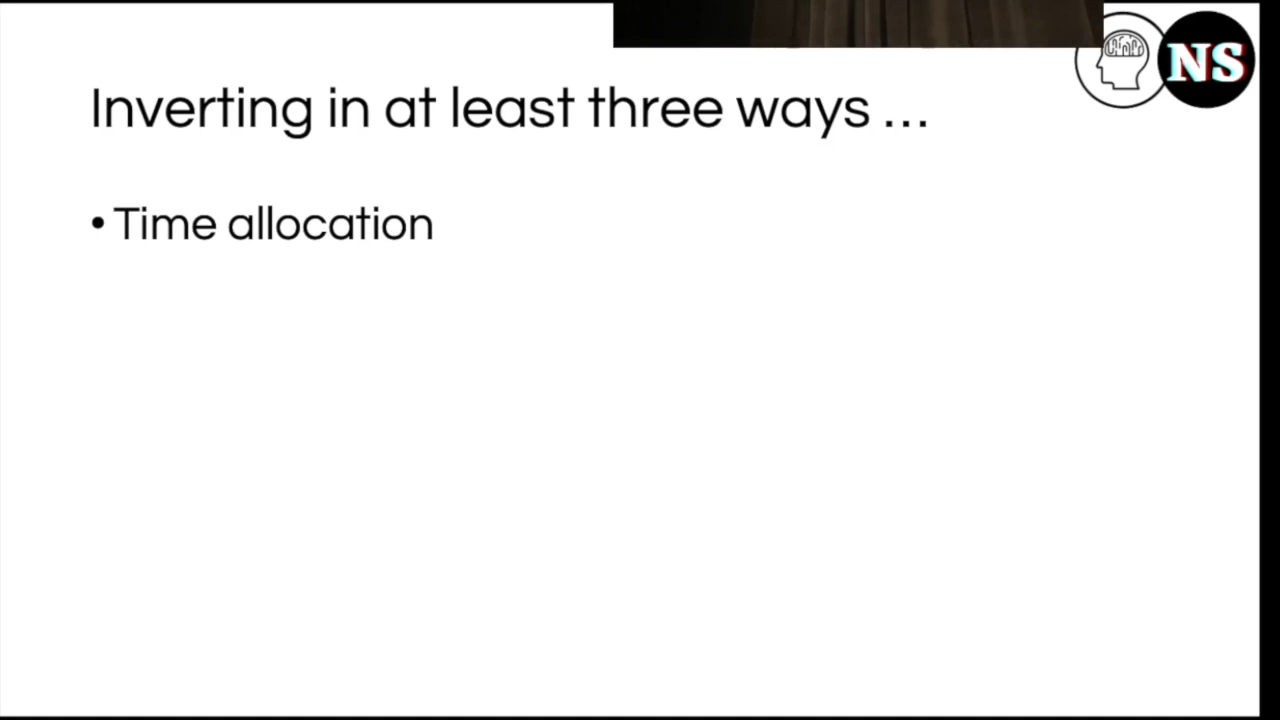 NS
Inverting in at least three ways ...
• Time allocation